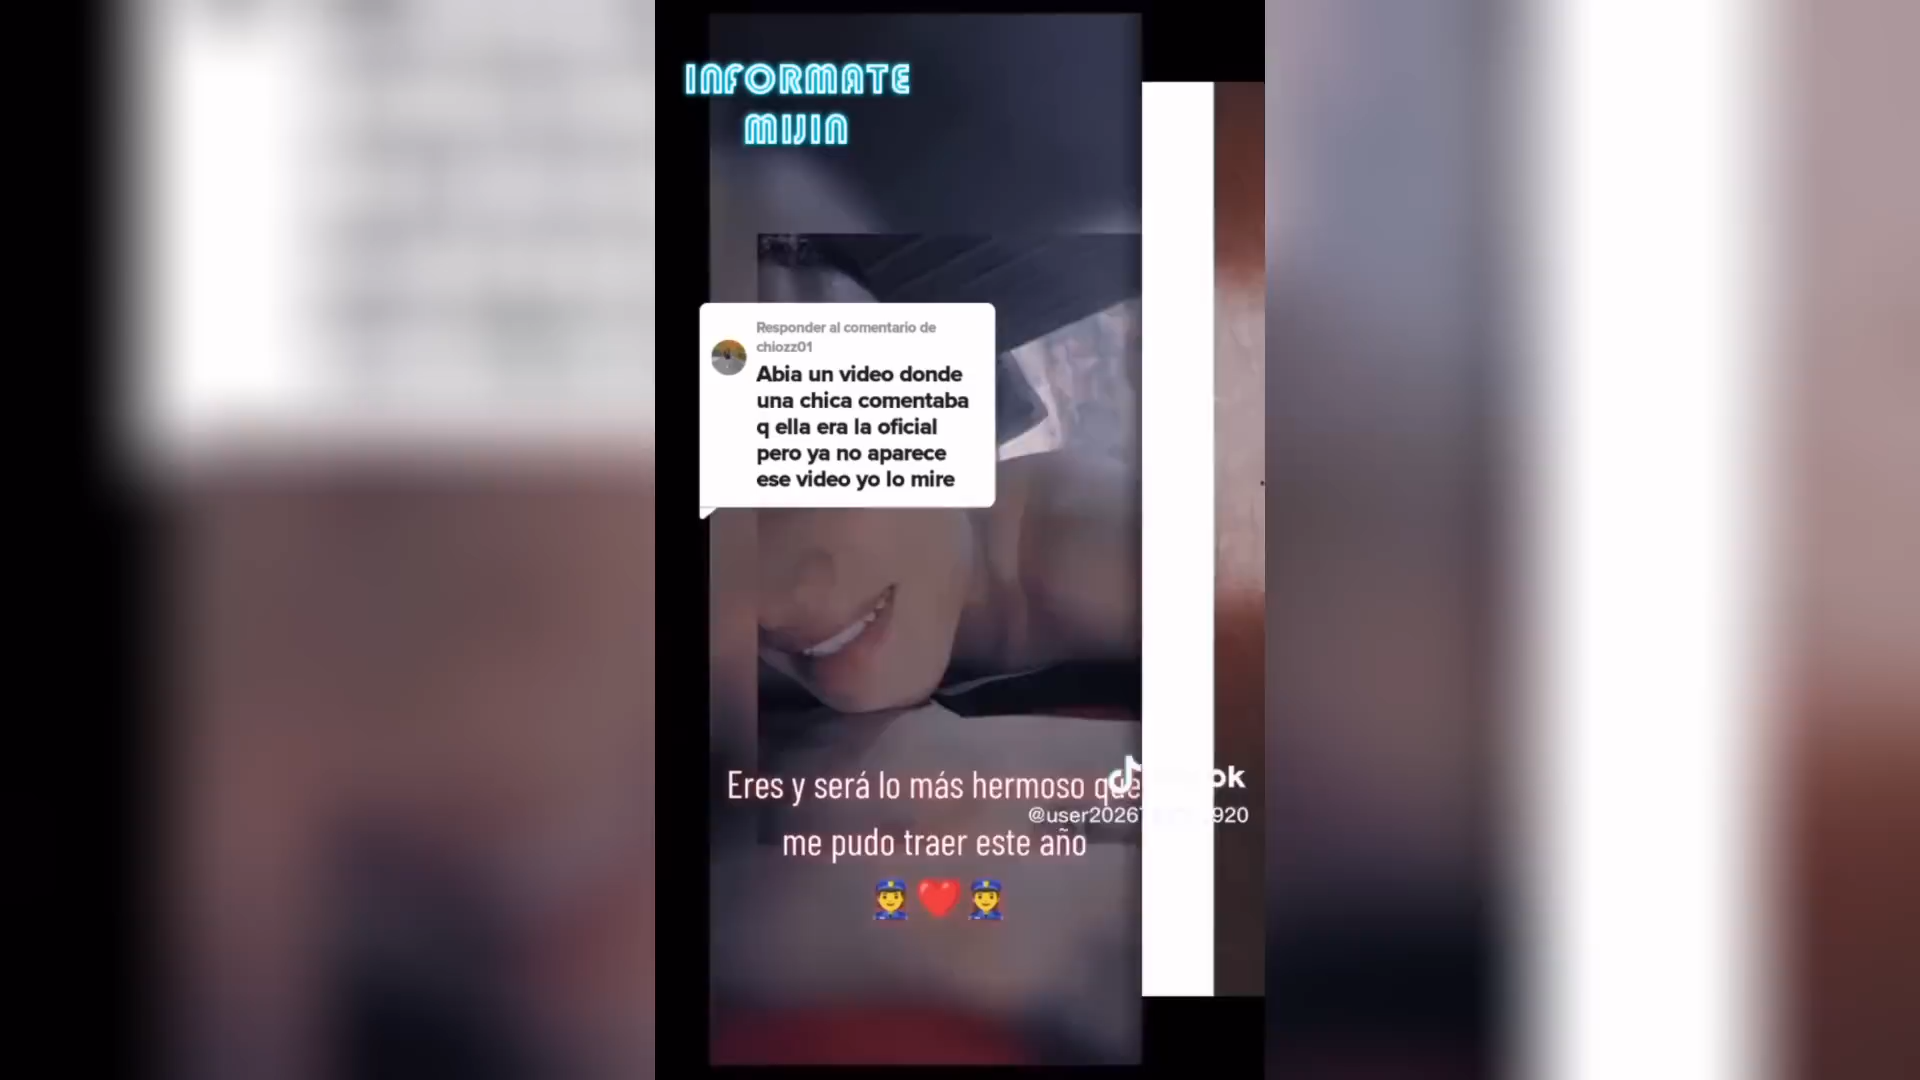 INFORMATE
MIJIN
Responder al comentario de
chiozz01
Abia un video donde
una chica comentaba
q ella era la oficial
pero ya no aparece
ese video yo lo mire
Eres y será lo más hermoso que
me pudo traer este año